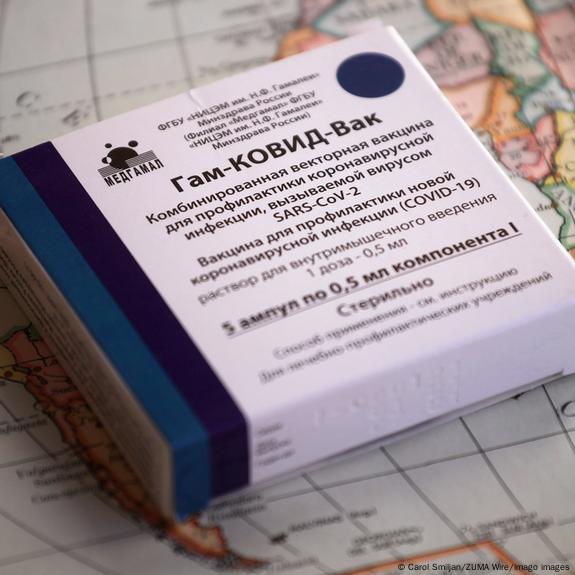 ФГБУ «НИЦЭМ им. Н.Ф. Гамалеи»
Минздрава России
(Филиал «Медгамал» ФГБУ
«НИЦЭМ им. Н.Ф. Гамалеи»
Минздрава России)
МЕДГАМАЛ
Гам-КОВИД-Вак
Комбинированная векторная вакцина
для профилактики коронавирусной
инфекции, вызываемой вирусом
SARS-CoV-2
Вакцина для профилактики новой
коронавирусной инфекции (COVID-19)
раствор для внутримышечного введения
1 доза - 0,5 мл
5 ампул по 0,5 мл компонента I
Стерильно
Способ применения - см. инструкцию
Для лечебно-профилактических учреждений
© Carol Smiljan/ZUMA Wire/Imago images